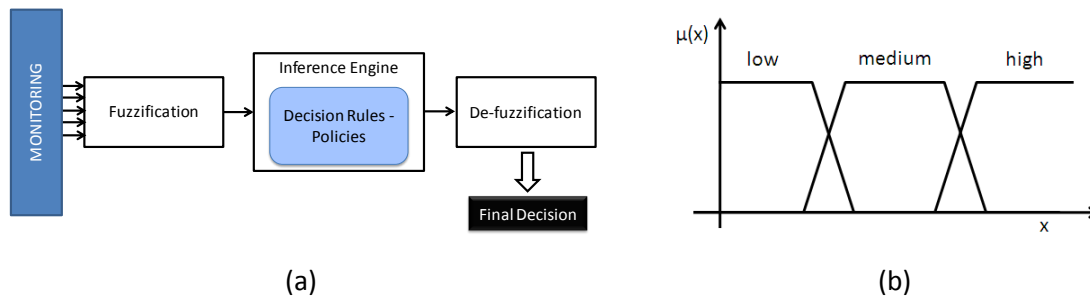 MONITORING
Fuzzification
Inference Engine
Decision Rules -
Policies
De-fuzzification
Final Decision
(a)
μ(x)
low
medium
high
x
(b)